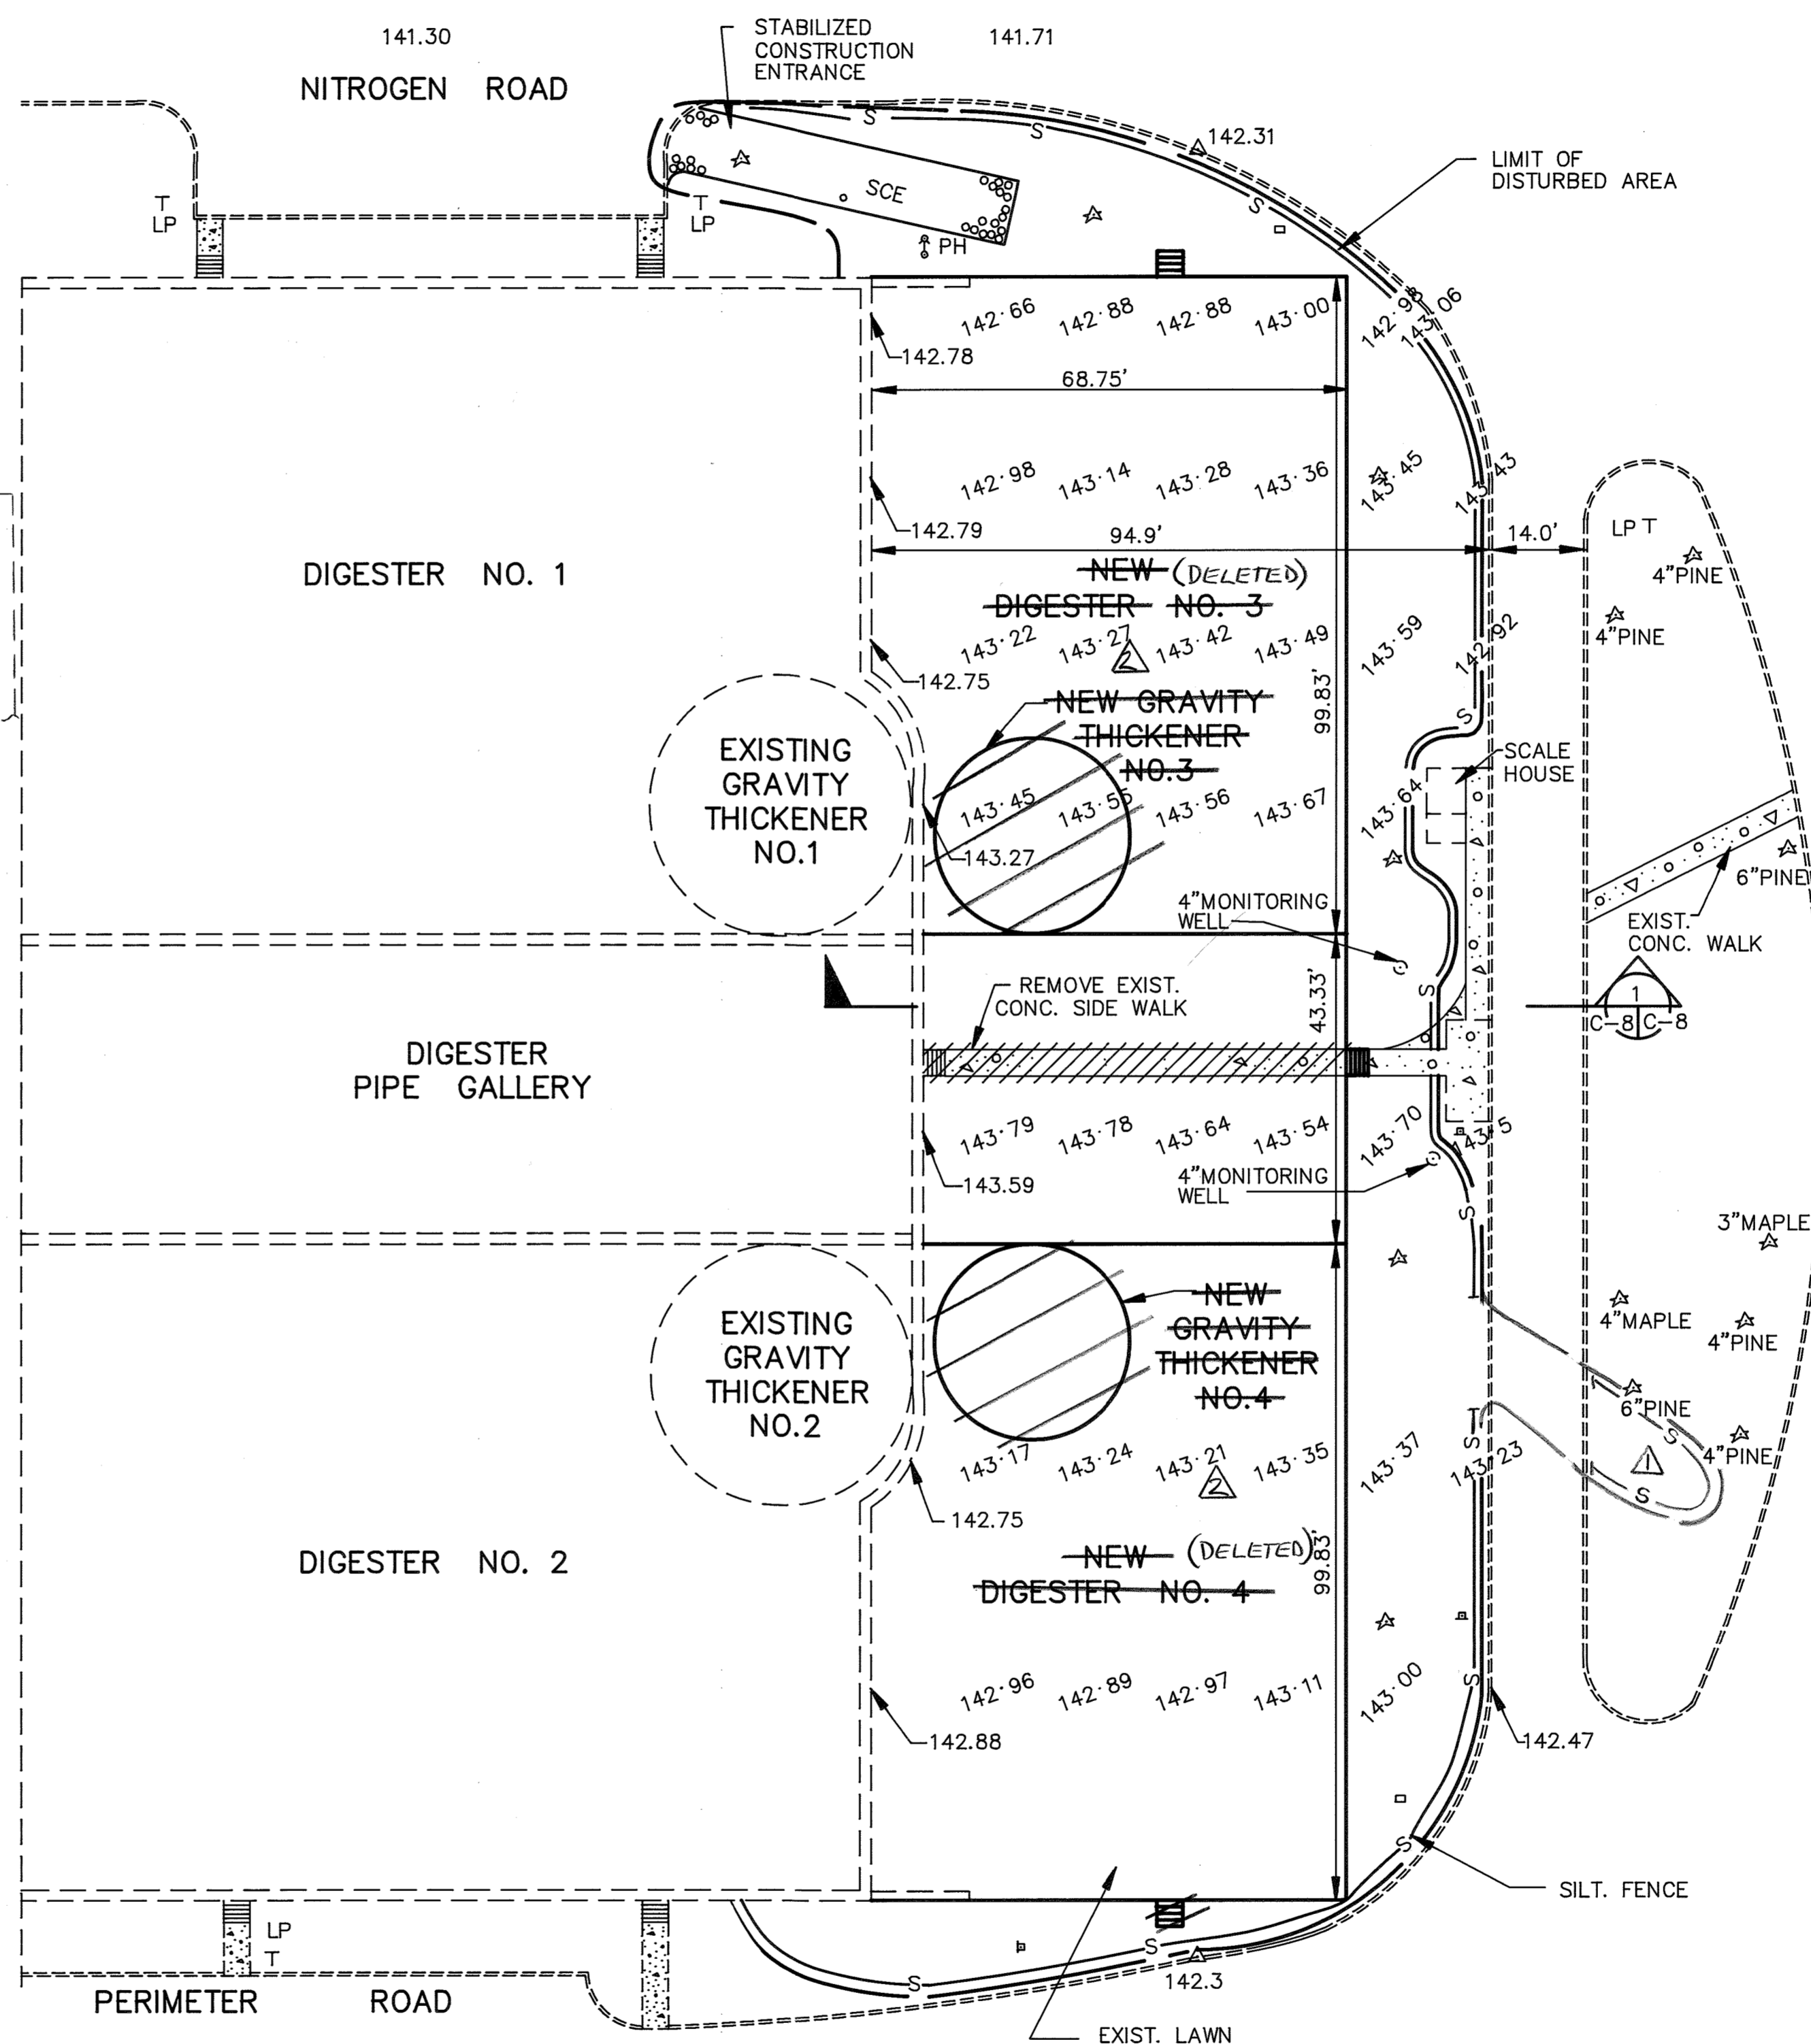 141.30
STABILIZED
CONSTRUCTION
ENTRANCE
141.71
NITROGEN ROAD
S
S
142.31
LIMIT OF
DISTURBED AREA
SCE
S
T
LP
T
LP
PH
142.66
142.88
142.88
143.00
142.98
143.06
142.78
68.75'
142.98
143.14
143.28
143.36
143.45
143.43
142.79
94.9'
14.0'
LP T
DIGESTER NO. 1
NEW (DELETED)
DIGESTER NO. 3
4"PINE
4"PINE
143.22
143.27
143.42
143.49
143.59
142.92
2
142.75
NEW GRAVITY
THICKENER
NO.3
99.83'
S
SCALE
HOUSE
EXISTING
GRAVITY
THICKENER
NO.1
143.45
143.55
143.56
143.67
143.64
143.27
6"PINE
4"MONITORING
WELL
EXIST.
CONC. WALK
REMOVE EXIST.
CONC. SIDE WALK
43.33'
S
1
C-8 C-8
DIGESTER
PIPE GALLERY
143.79
143.78
143.64
143.54
143.70
143.5
4"MONITORING
WELL
143.59
S
3"MAPLE
NEW
GRAVITY
THICKENER
NO.4
4"MAPLE
4"PINE
EXISTING
GRAVITY
THICKENER
NO.2
6"PINE
S
4"PINE
1
S
S
143.17
143.24
143.21
143.35
143.37
143.23
2
142.75
NEW (DELETED)
DIGESTER NO. 4
99.83'
DIGESTER NO. 2
142.96
142.89
142.97
143.11
143.00
S
142.88
142.47
S
SILT. FENCE
LP
T
S
S
142.3
PERIMETER ROAD
EXIST. LAWN